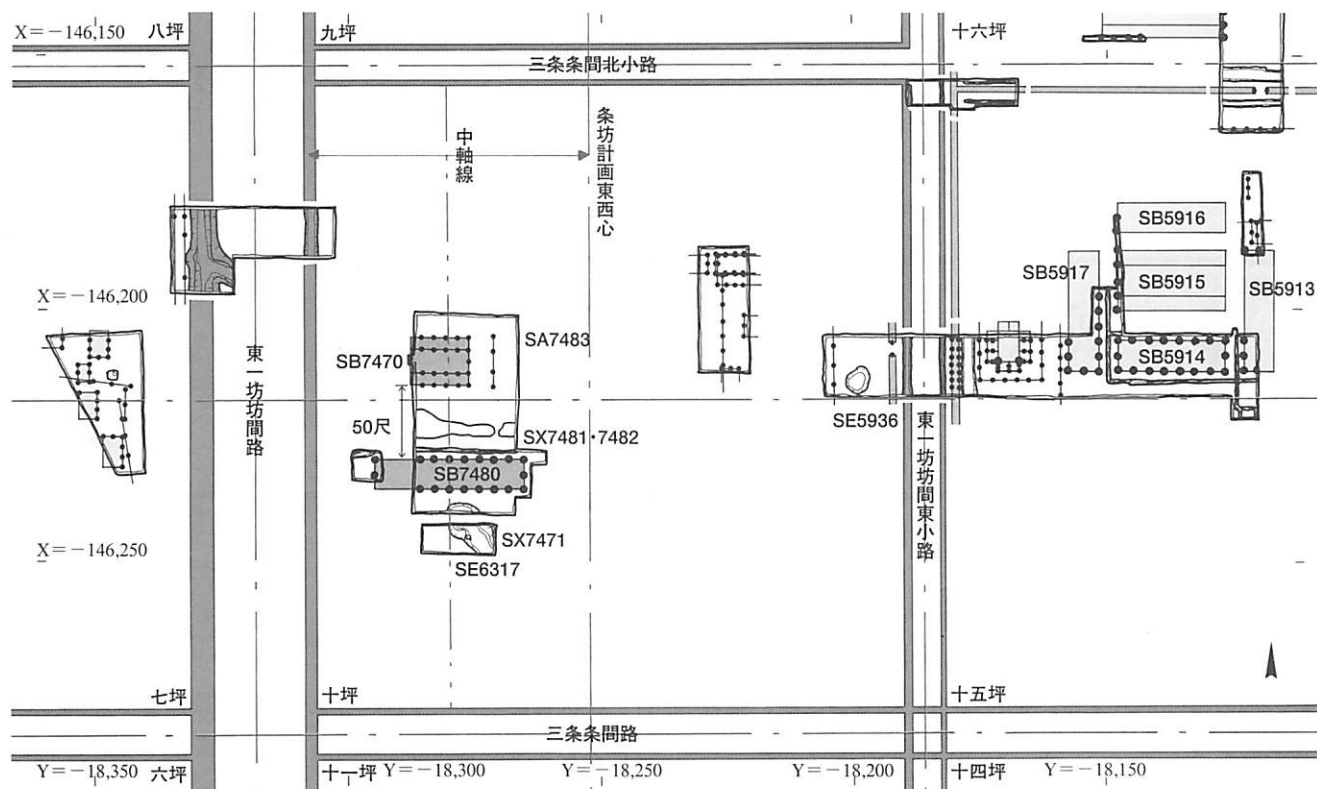 X=−146,150
八坪
九坪
十六坪
三条条間北小路
中軸線
条坊計画東西心
SB5916
SB5917
SB5915
SB5913
X=−146,200
SA7483
SB7470
SB5914
東一坊坊間路
50尺
SX7481・7482
SE5936
東一坊坊間東小路
SB7480
X=−146,250
SX7471
SE6317
七坪
十坪
十五坪
三条条間路
Y=−18,350
六坪
十一坪
Y=−18,300
Y=−18,250
Y=−18,200
十四坪
Y=−18,150